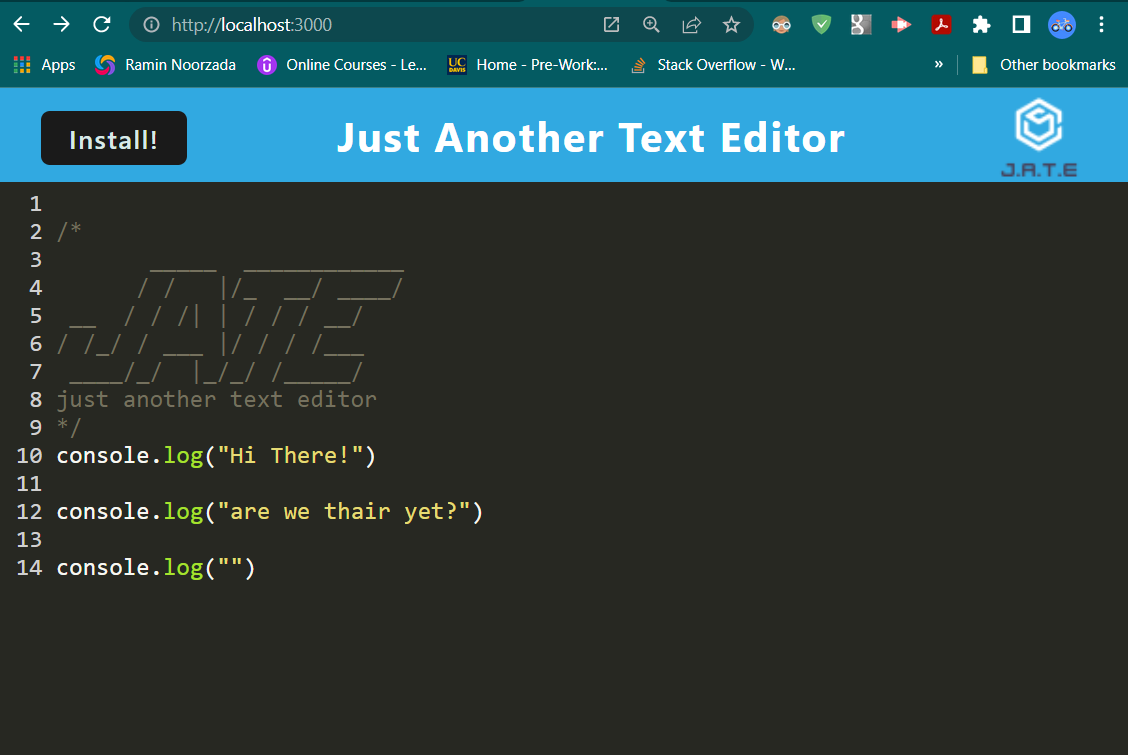 http://localhost:3000
Apps Ramin Noorzada Online Courses - Le... UC DAVIS Home - Pre-Work:... Stack Overflow - W... » Other bookmarks
Install! Just Another Text Editor J.A.T.E
1
2 /*
3        _____  ____________
4       / /   |/_  __/ ____/
5  __  / / /| | / / / __/
6 / /_/ / ___ |/ / / /___
7  ____/_/  |_/_/ /_____/
8 just another text editor
9 */
10 console.log("Hi There!")
11
12 console.log("are we thair yet?")
13
14 console.log("")